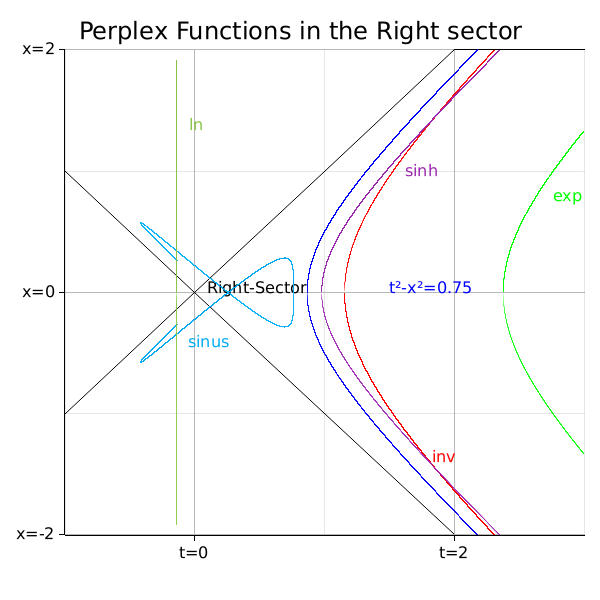 Perplex Functions in the Right sector
x=2
ln
sinh
exp
x=0
Right-Sector
t²-x²=0.75
sinus
inv
x=-2
t=0
t=2